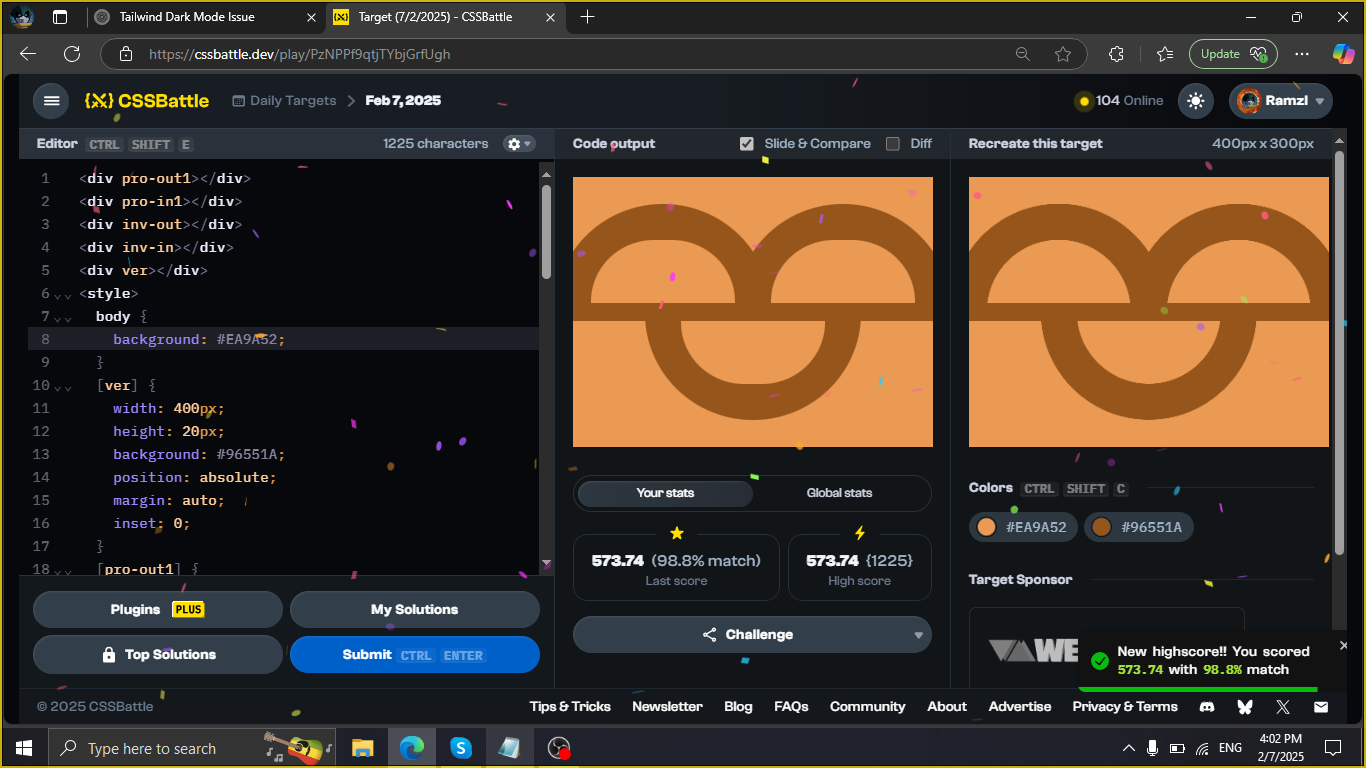 Tailwind Dark Mode Issue
Target (7/2/2025) - CSSBattle
https://cssbattle.dev/play/PzNPPf9qtjTYbjGrfUgh
Update
{X} CSSBattle
Daily Targets
Feb 7, 2025
104 Online
Ramzl
Editor CTRL SHIFT E
1225 characters
1 <div pro-out1></div>
2 <div pro-in1></div>
3 <div inv-out></div>
4 <div inv-in></div>
5 <div ver></div>
6 <style>
7 body {
8 background: #EA9A52;
9 }
10 [ver] {
11 width: 400px;
12 height: 20px;
13 background: #96551A;
14 position: absolute;
15 margin: auto;
16 inset: 0;
17 }
18 [pro-out1] {
Plugins PLUS
My Solutions
Top Solutions
Submit CTRL ENTER
Code output
Slide & Compare
Diff
Your stats
Global stats
573.74 (98.8% match)
Last score
573.74 {1225}
High score
Challenge
Recreate this target
400px x 300px
Colors CTRL SHIFT C
#EA9A52
#96551A
Target Sponsor
WE
New highscore!! You scored
573.74 with 98.8% match
© 2025 CSSBattle
Tips & Tricks
Newsletter
Blog
FAQs
Community
About
Advertise
Privacy & Terms
Type here to search
ENG
4:02 PM
2/7/2025